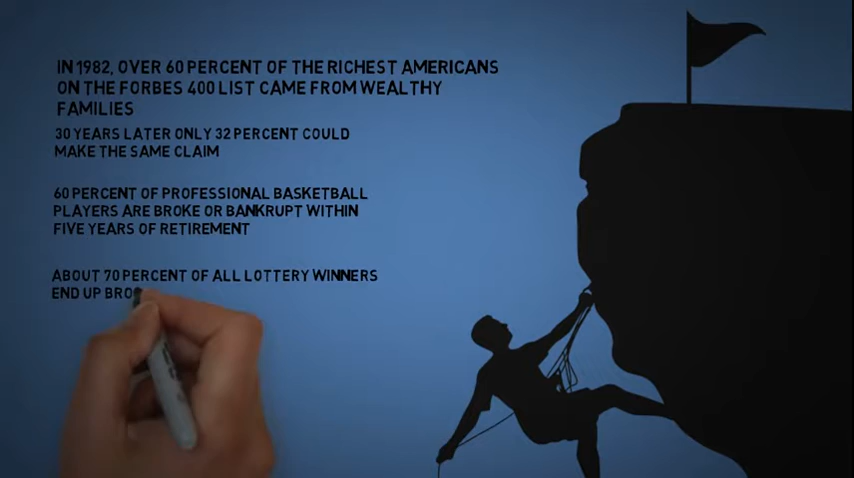 IN 1982, OVER 60 PERCENT OF THE RICHEST AMERICANS
ON THE FORBES 400 LIST CAME FROM WEALTHY
FAMILIES
30 YEARS LATER ONLY 32 PERCENT COULD
MAKE THE SAME CLAIM
60 PERCENT OF PROFESSIONAL BASKETBALL
PLAYERS ARE BROKE OR BANKRUPT WITHIN
FIVE YEARS OF RETIREMENT
ABOUT 70 PERCENT OF ALL LOTTERY WINNERS
END UP BRO